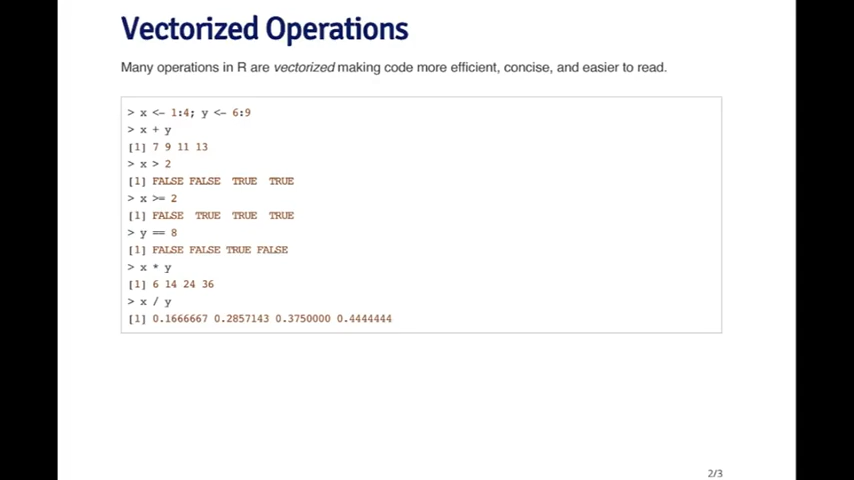 Vectorized Operations
Many operations in R are vectorized making code more efficient, concise, and easier to read.
> x <- 1:4; y <- 6:9
> x + y
[1] 7 9 11 13
> x > 2
[1] FALSE FALSE TRUE TRUE
> x >= 2
[1] FALSE TRUE TRUE TRUE
> y == 8
[1] FALSE FALSE TRUE FALSE
> x * y
[1] 6 14 24 36
> x / y
[1] 0.1666667 0.2857143 0.3750000 0.4444444
2/3